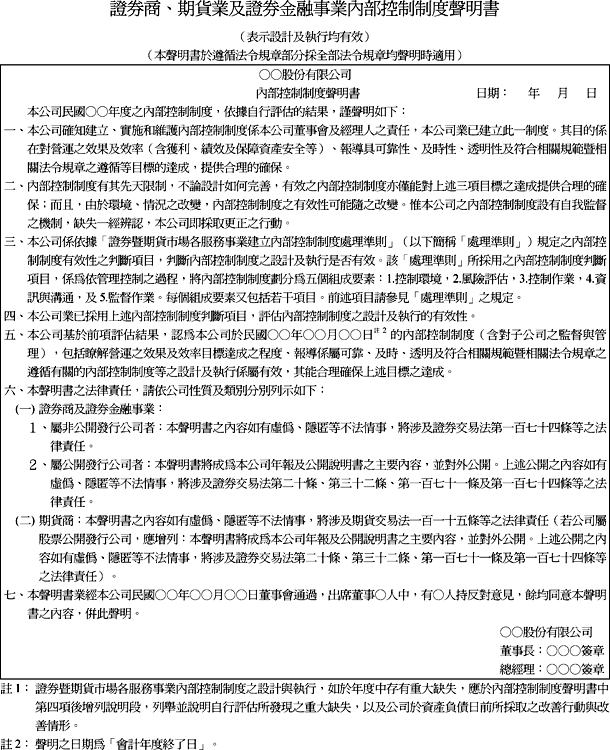 證券商、期貨業及證券金融事業內部控制制度聲明書
（表示設計及執行均有效）
（本聲明書於遵循法令規章部分採全部法令規章均聲明時適用）
○○股份有限公司
內部控制制度聲明書　日期：　年　月　日
本公司民國○○年度之內部控制制度，依據自行評估的結果，謹聲明如下：
一、本公司確知建立、實施和維護內部控制制度係本公司董事會及經理人之責任，本公司業已建立此一制度。其目的係
在對營運之效果及效率（含獲利、績效及保障資產安全等）、報導具可靠性、及時性、透明性及符合相關規範暨相
關法令規章之遵循等目標的達成，提供合理的確保。
二、內部控制制度有其先天限制，不論設計如何完善，有效之內部控制制度亦僅能對上述三項目標之達成提供合理的確
保；而且，由於環境、情況之改變，內部控制制度之有效性可能隨之改變。惟本公司之內部控制制度設有自我監督
之機制，缺失一經辨認，本公司即採取更正之行動。
三、本公司係依據「證券暨期貨市場各服務事業建立內部控制制度處理準則」（以下簡稱「處理準則」）規定之內部控
制制度有效性之判斷項目，判斷內部控制制度之設計及執行是否有效。該「處理準則」所採用之內部控制制度判斷
項目，係爲依管理控制之過程，將內部控制制度劃分爲五個組成要素：1.控制環境，2.風險評估，3.控制作業，4.資
訊與溝通，及 5.監督作業。每個組成要素又包括若干項目。前述項目請參見「處理準則」之規定。
四、本公司業已採用上述內部控制制度判斷項目，評估內部控制制度之設計及執行的有效性。
五、本公司基於前項評估結果，認爲本公司於民國○○年○○月○○日註 2 的內部控制制度（含對子公司之監督與管
理），包括瞭解營運之效果及效率目標達成之程度、報導係屬可靠、及時、透明及符合相關規範暨相關法令規章之
遵循有關的內部控制制度等之設計及執行係屬有效，其能合理確保上述目標之達成。
六、本聲明書之法律責任，請依公司性質及類別分別列示如下：
(一) 證券商及證券金融事業：
１、屬非公開發行公司者：本聲明書之內容如有虛僞、隱匿等不法情事，將涉及證券交易法第一百七十四條等之法
律責任。
２、屬公開發行公司者：本聲明書將成爲本公司年報及公開說明書之主要內容，並對外公開。上述公開之內容如有
虛僞、隱匿等不法情事，將涉及證券交易法第二十條、第三十二條、第一百七十一條及第一百七十四條等之法
律責任。
(二) 期貨商：本聲明書之內容如有虛僞、隱匿等不法情事，將涉及期貨交易法一百一十五條等之法律責任（若公司屬
股票公開發行公司，應增列：本聲明書將成爲本公司年報及公開說明書之主要內容，並對外公開。上述公開之內
容如有虛僞、隱匿等不法情事，將涉及證券交易法第二十條、第三十二條、第一百七十一條及第一百七十四條等
之法律責任）。
七、本聲明書業經本公司民國○○年○○月○○日董事會通過，出席董事○人中，有○人持反對意見，餘均同意本聲明
書之內容，併此聲明。
○○股份有限公司
董事長：○○○簽章
總經理：○○○簽章
註 1： 證券暨期貨市場各服務事業內部控制制度之設計與執行，如於年度中存有重大缺失，應於內部控制制度聲明書中
第四項後增列說明段，列舉並說明自行評估所發現之重大缺失，以及公司於資產負債日前所採取之改善行動與改
善情形。
註 2： 聲明之日期爲「會計年度終了日」。